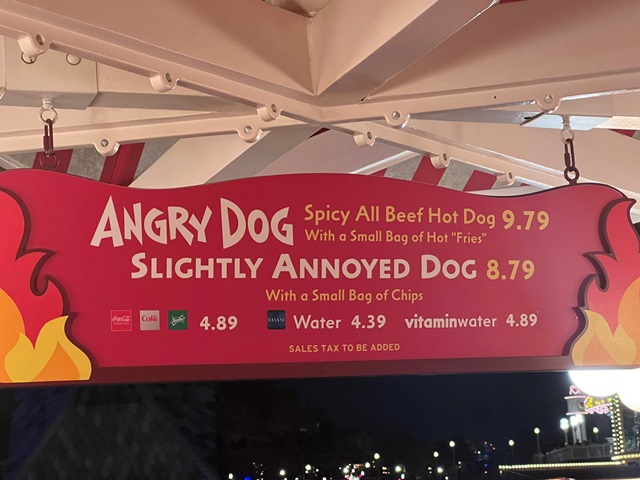 ANGRY DOG Spicy All Beef Hot Dog 9.79
With a Small Bag of Hot "Fries"
SLIGHTLY ANNOYED DOG 8.79
With a Small Bag of Chips
Coca-Cola Coke Sprite 4.89 DASANI Water 4.39 vitaminwater 4.89
SALES TAX TO BE ADDED